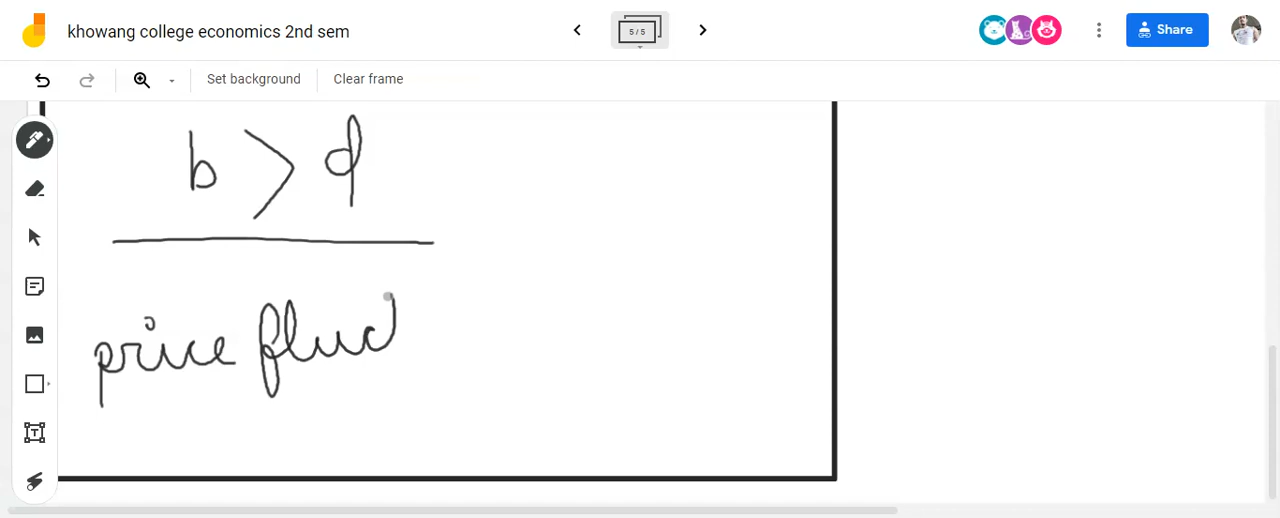 khowang college economics 2nd sem
5 / 5
Share
Set background
Clear frame
b > d
price fluc